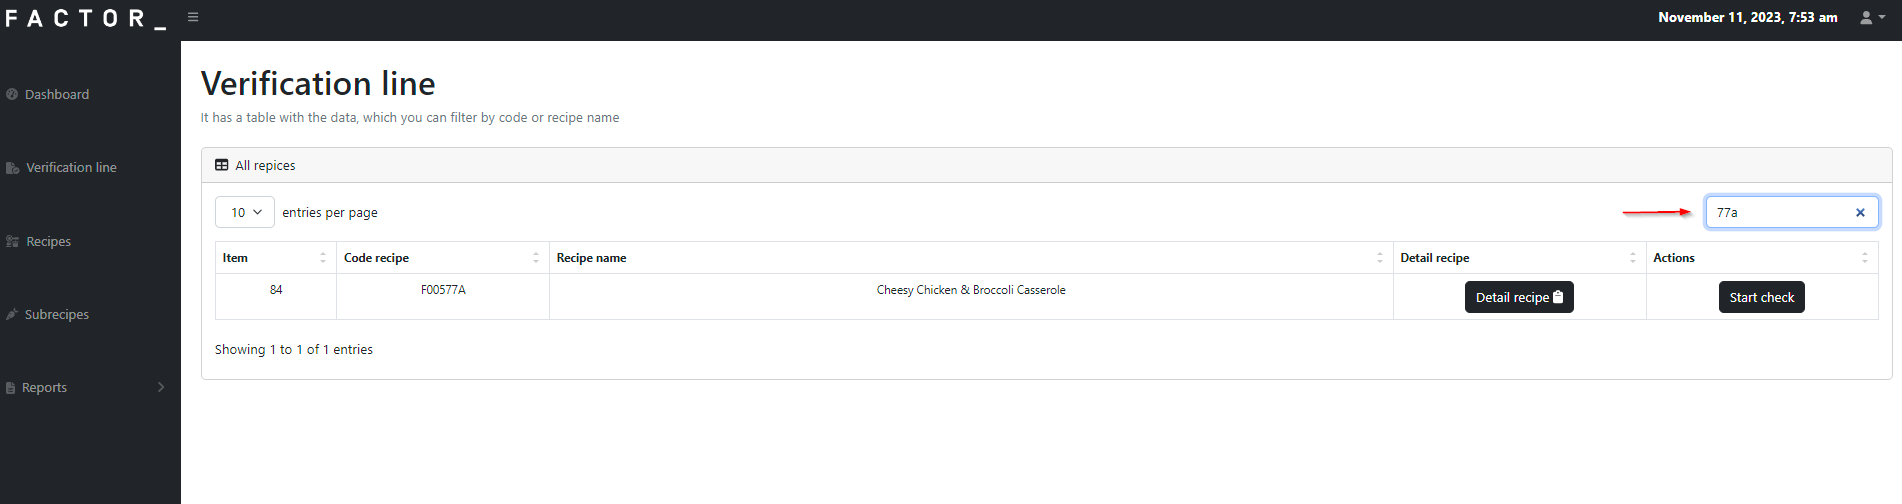 FACTOR_
November 11, 2023, 7:53 am
Dashboard
Verification line
Recipes
Subrecipes
Reports
Verification line
It has a table with the data, which you can filter by code or recipe name
All repices
10 entries per page
77a
Item Code recipe Recipe name Detail recipe Actions
84 F00577A Cheesy Chicken & Broccoli Casserole Detail recipe Start check
Showing 1 to 1 of 1 entries